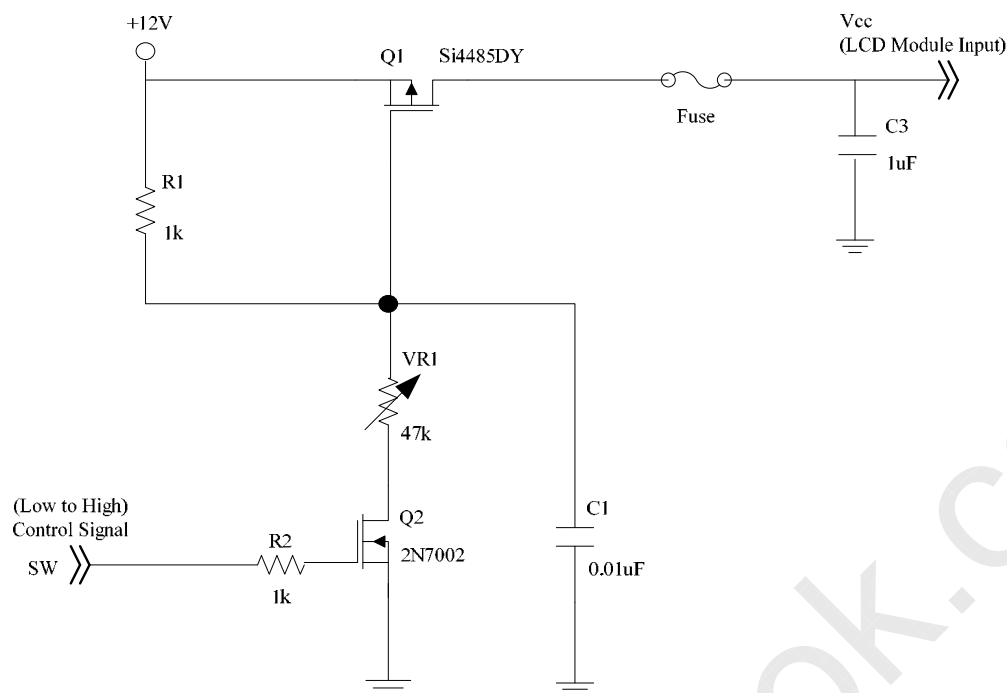 +12V
Q1
Si4485DY
Vcc
(LCD Module Input)
Fuse
C3
1uF
R1
1k
VR1
47k
(Low to High)
Control Signal
SW
R2
1k
Q2
2N7002
C1
0.01uF
ok.c